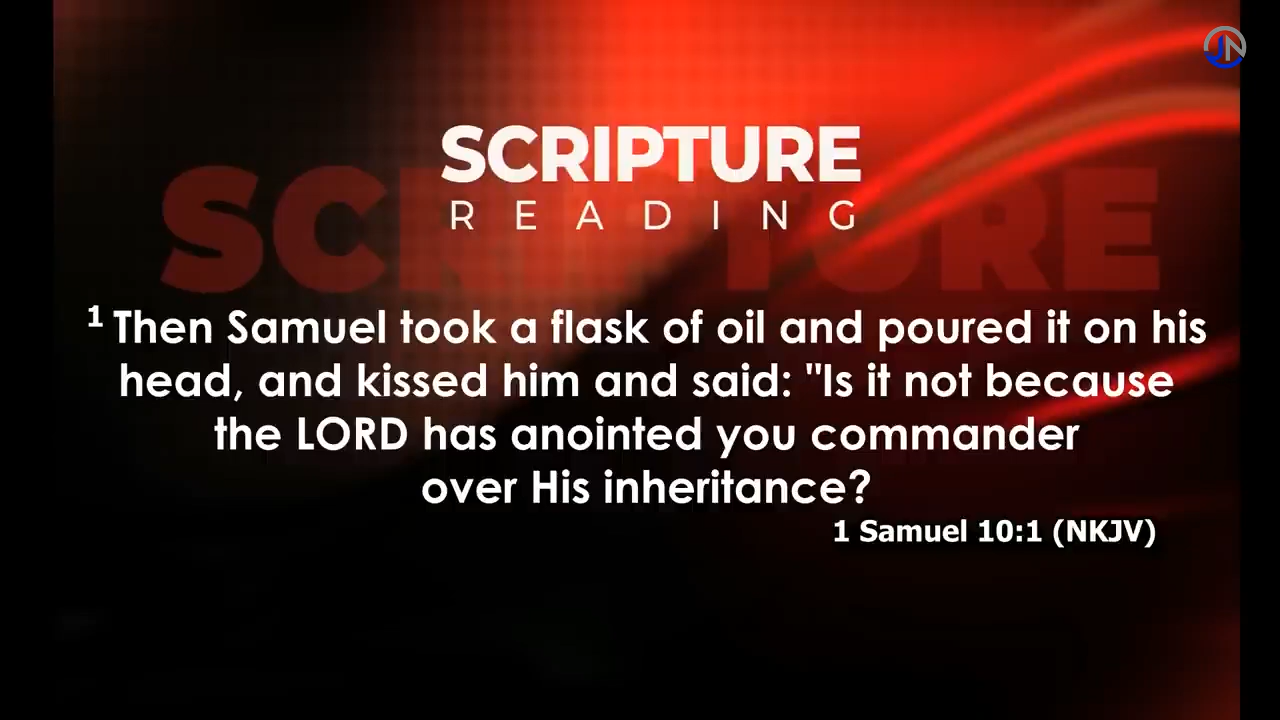 SCRIPTURE
READING
SCRIPTURE
1 Then Samuel took a flask of oil and poured it on his
head, and kissed him and said: "Is it not because
the LORD has anointed you commander
over His inheritance?
1 Samuel 10:1 (NKJV)
JN